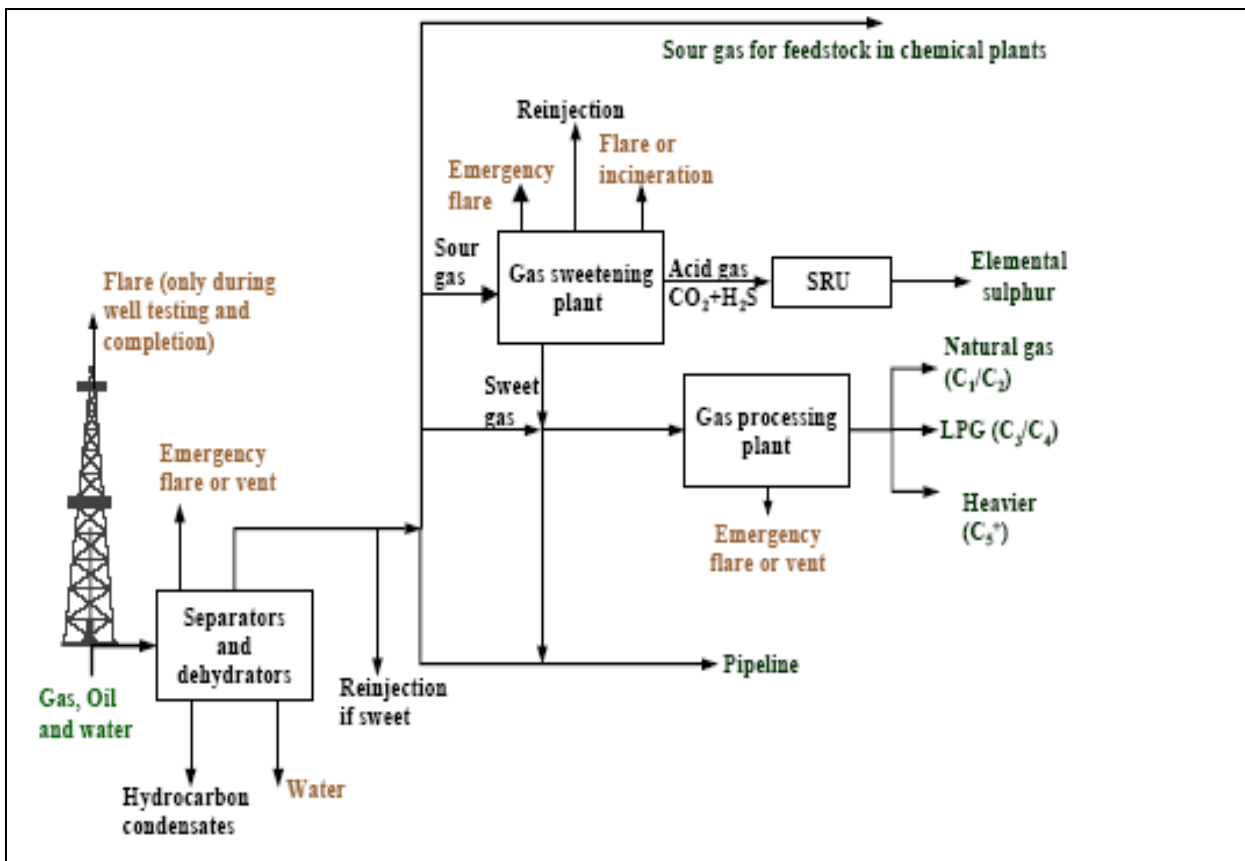 Sour gas for feedstock in chemical plants
Reinjection
Flare or
incineration
Emergency
flare
Sour
gas
Gas sweetening
plant
Acid gas
CO₂+H₂S
SRU
Elemental
sulphur
Flare (only during
well testing and
completion)
Natural gas
(C₁/C₂)
Sweet
gas
Gas processing
plant
LPG (C₃/C₄)
Heavier
(C₅⁺)
Emergency
flare or vent
Emergency
flare or vent
Separators
and
dehydrators
Pipeline
Reinjection
if sweet
Gas, Oil
and water
Hydrocarbon
condensates
Water